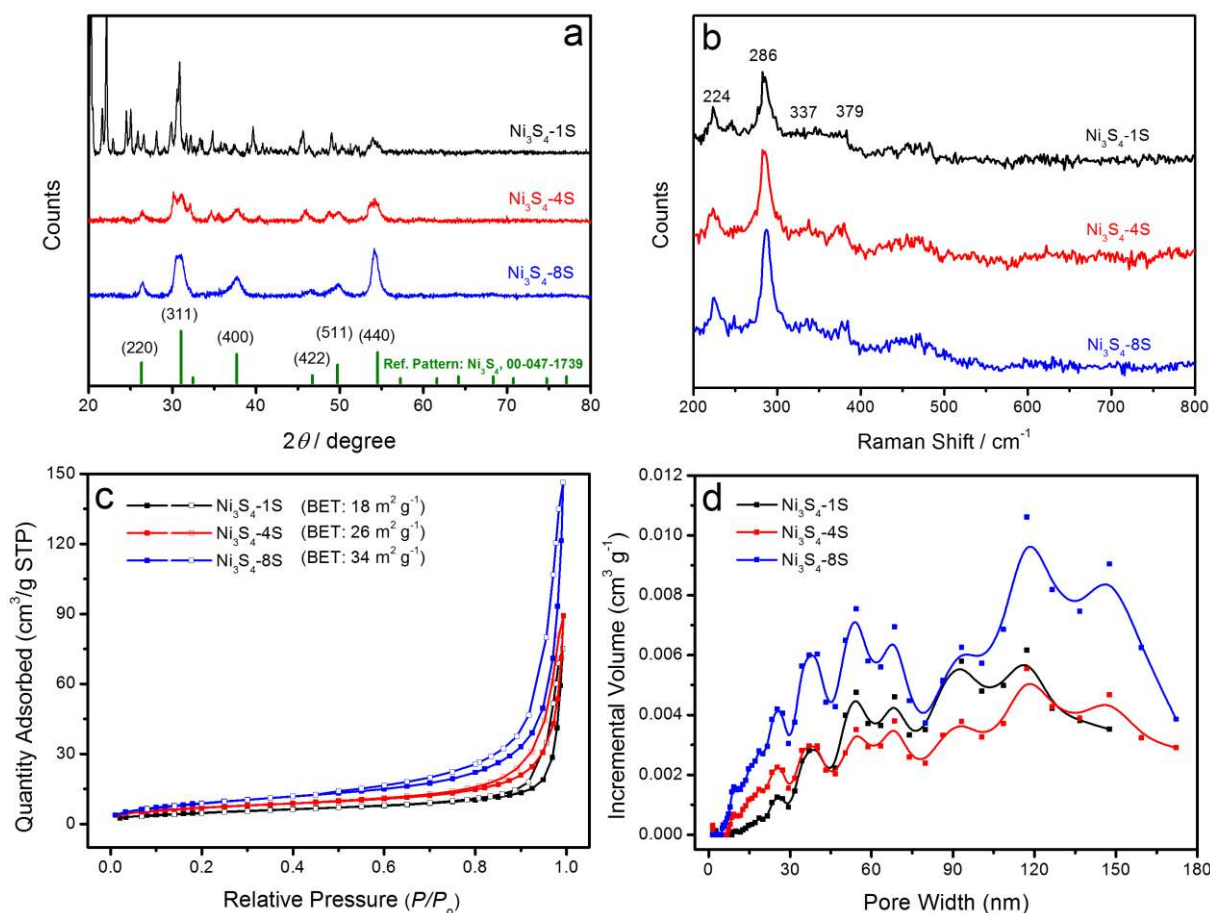 a
Counts
Ni₃S₄-1S
Ni₃S₄-4S
Ni₃S₄-8S
(220)
(311)
(400)
(422)
(511)
(440)
Ref. Pattern: Ni₃S₄, 00-047-1739
20 30 40 50 60 70 80
2θ / degree
b
Counts
224
286
337
379
Ni₃S₄-1S
Ni₃S₄-4S
Ni₃S₄-8S
200 300 400 500 600 700 800
Raman Shift / cm⁻¹
c
Quantity Adsorbed (cm³/g STP)
150
120
90
60
30
0
Ni₃S₄-1S (BET: 18 m² g⁻¹)
Ni₃S₄-4S (BET: 26 m² g⁻¹)
Ni₃S₄-8S (BET: 34 m² g⁻¹)
0.0 0.2 0.4 0.6 0.8 1.0
Relative Pressure (P/Pₒ)
d
Incremental Volume (cm³ g⁻¹)
0.012
0.010
0.008
0.006
0.004
0.002
0.000
Ni₃S₄-1S
Ni₃S₄-4S
Ni₃S₄-8S
0 30 60 90 120 150 180
Pore Width (nm)